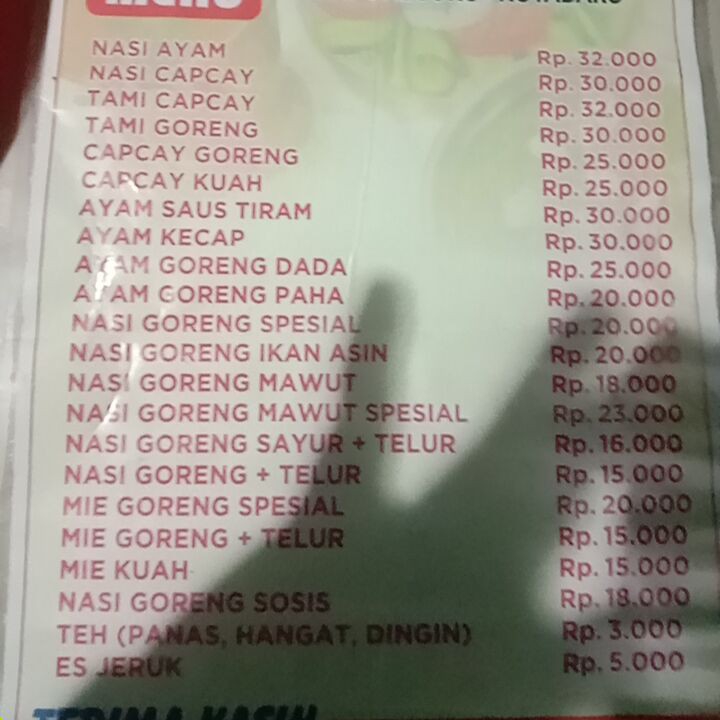 MENU
NASI AYAM Rp. 32.000
NASI CAPCAY Rp. 30.000
TAMI CAPCAY Rp. 32.000
TAMI GORENG Rp. 30.000
CAPCAY GORENG Rp. 25.000
CAPCAY KUAH Rp. 25.000
AYAM SAUS TIRAM Rp. 30.000
AYAM KECAP Rp. 30.000
AYAM GORENG DADA Rp. 25.000
AYAM GORENG PAHA Rp. 20.000
NASI GORENG SPESIAL Rp. 20.000
NASI GORENG IKAN ASIN Rp. 20.000
NASI GORENG MAWUT Rp. 18.000
NASI GORENG MAWUT SPESIAL Rp. 23.000
NASI GORENG SAYUR + TELUR Rp. 16.000
NASI GORENG + TELUR Rp. 15.000
MIE GORENG SPESIAL Rp. 20.000
MIE GORENG + TELUR Rp. 15.000
MIE KUAH Rp. 15.000
NASI GORENG SOSIS Rp. 18.000
TEH (PANAS, HANGAT, DINGIN) Rp. 3.000
ES JERUK Rp. 5.000
TERIMA KASIH